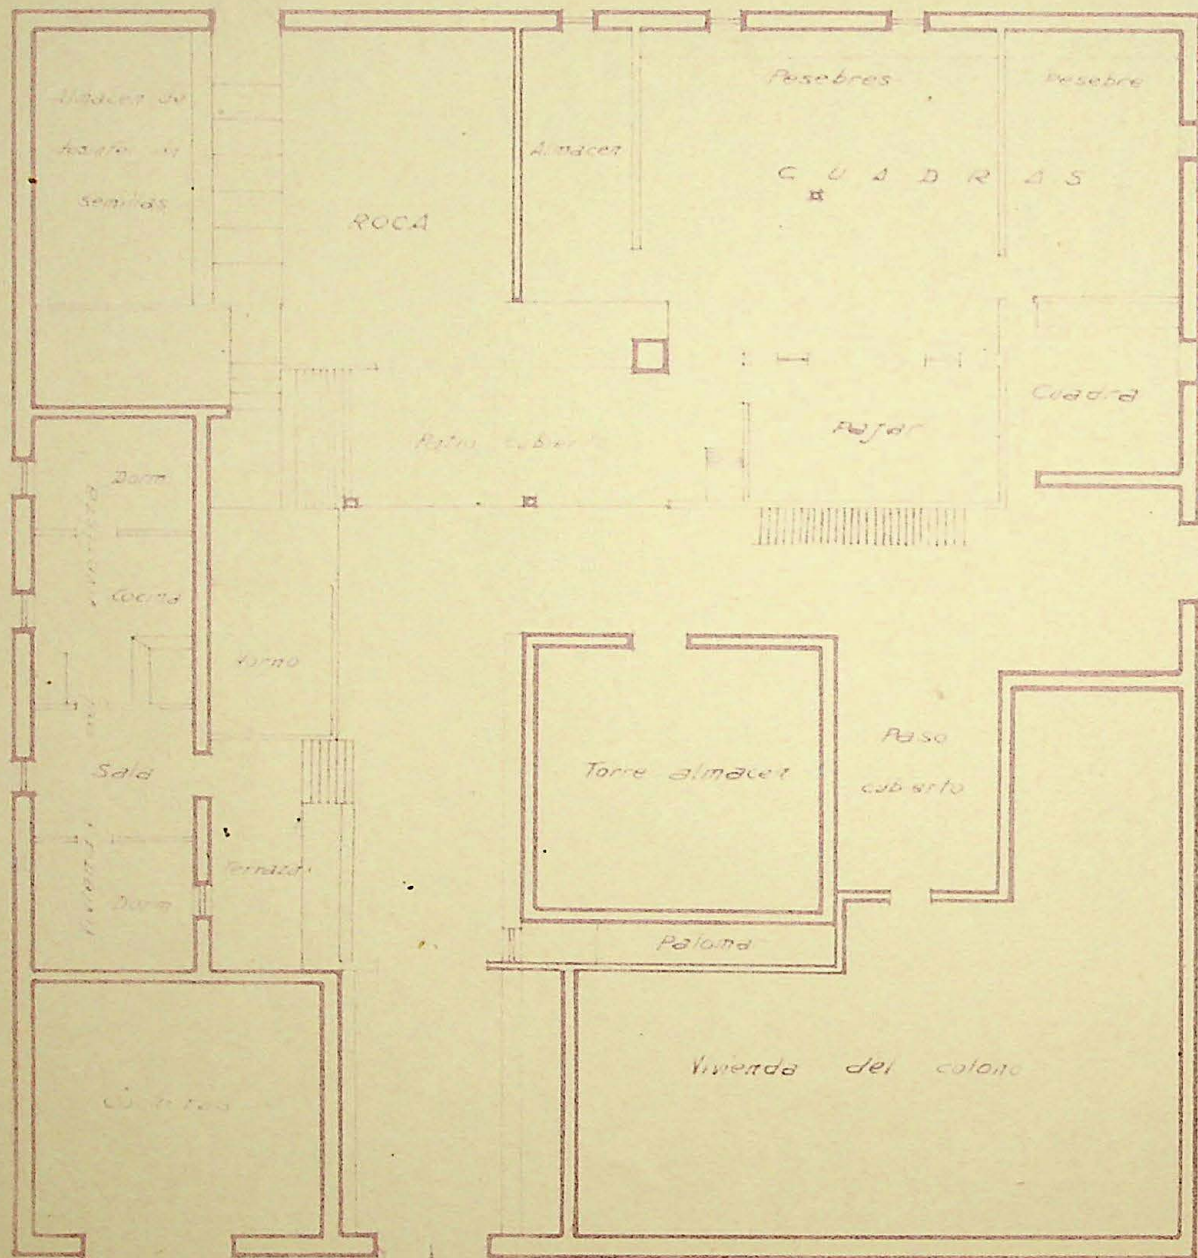 Almacen de
semillas
ROCA
Almacen
Pesebres
Pesebre
CUADRAS
Cuadra
Pajar
Patio cubierto
Dorm
Cocina
Horno
Sala
Terraza
Dorm
Torre almacen
Paso
cubierto
Paloma
Vivienda del colono